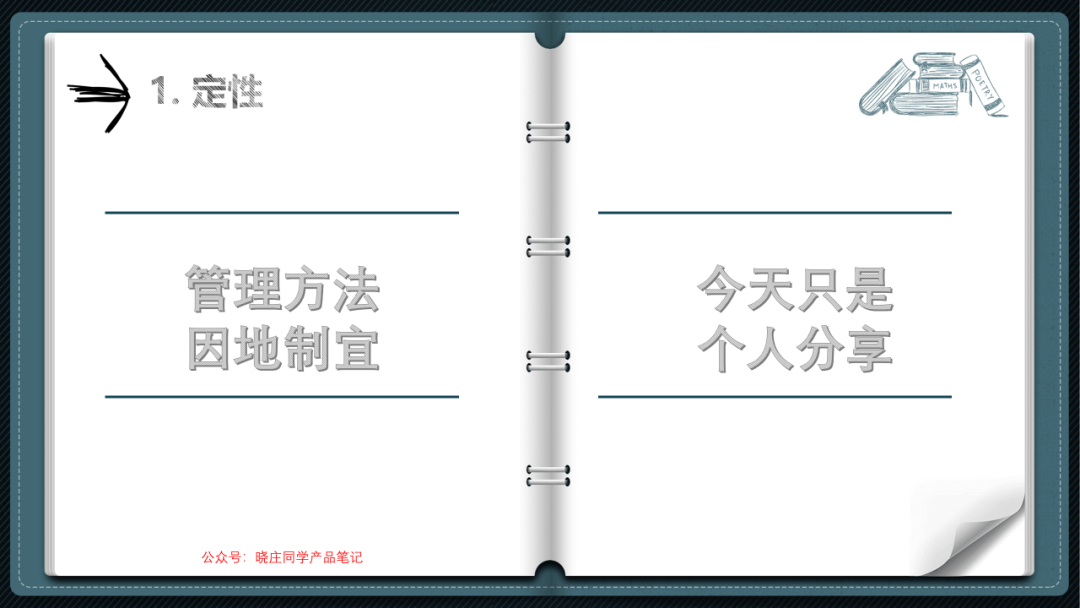 1. 定性
MATHS
POETRY
管理方法
因地制宜
今天只是
个人分享
公众号：晓庄同学产品笔记